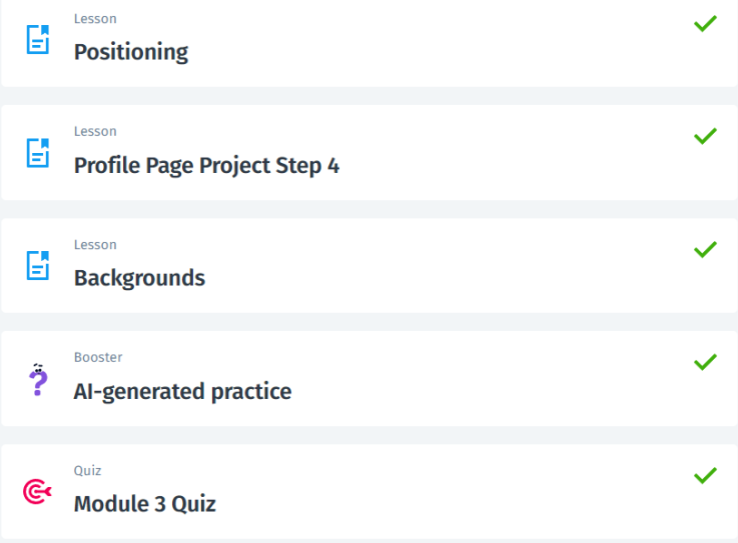 Lesson
Positioning
Lesson
Profile Page Project Step 4
Lesson
Backgrounds
Booster
AI-generated practice
Quiz
Module 3 Quiz